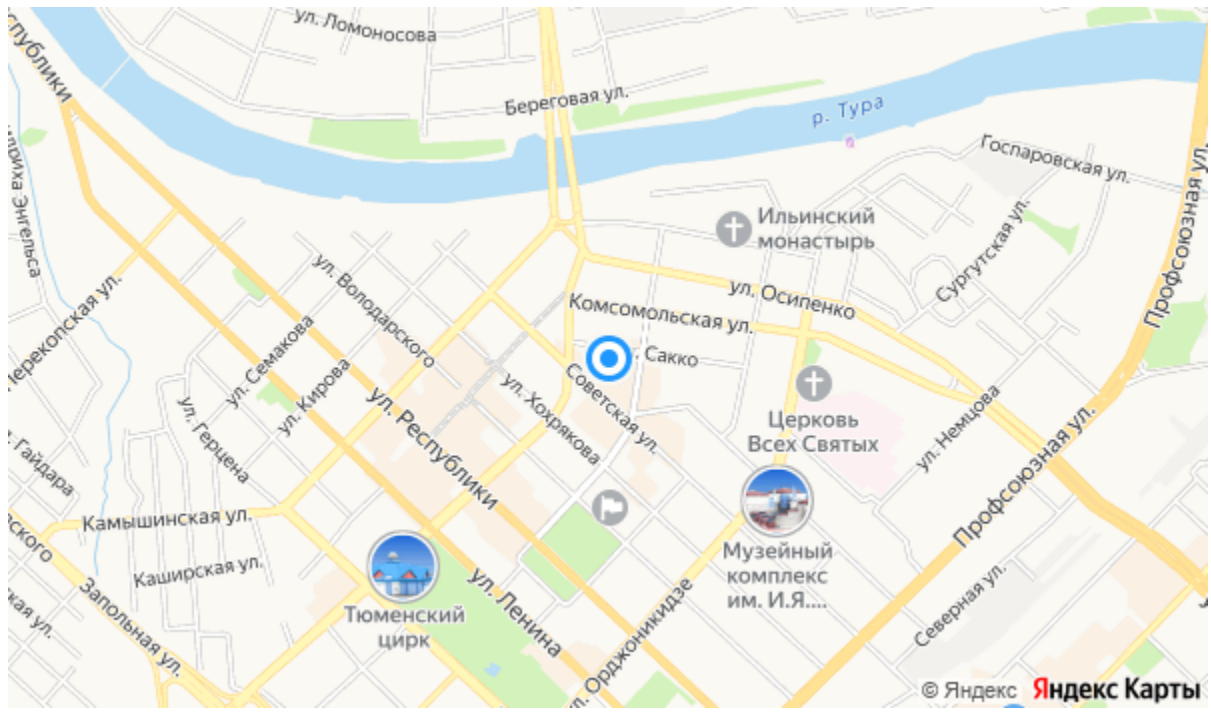 ул. Ломоносова
спублики
Береговая ул.
р. Тура
Госпаровская ул.
Профсоюзная ул.
Ильинский
монастырь
Сургутская ул.
ул. Осипенко
ул. Володарского
Комсомольская ул.
Перекопская ул.
ул. Семакова
Сакко
ул. Кирова
Советская ул.
ул. Хохрякова
ул. Республики
Церковь
Всех Святых
ул. Немцова
ул. Герцена
Гайдара
Профсоюзная ул.
Камышинская ул.
Каширская ул.
Запольная ул.
Тюменский
цирк
ул. Ленина
Музейный
комплекс
им. И.Я....
ул. Орджоникидзе
Северная ул.
© Яндекс Яндекс Карты